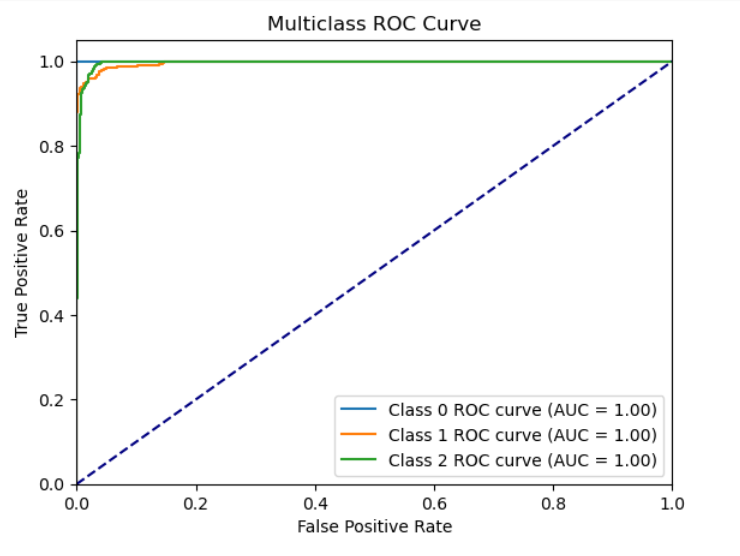 Multiclass ROC Curve
1.0
0.8
0.6
0.4
0.2
0.0
True Positive Rate
Class 0 ROC curve (AUC = 1.00)
Class 1 ROC curve (AUC = 1.00)
Class 2 ROC curve (AUC = 1.00)
0.0 0.2 0.4 0.6 0.8 1.0
False Positive Rate